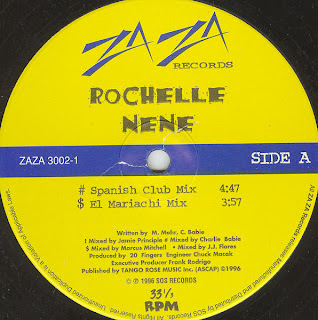 ZA ZA
RECORDS
ROCHELLE
NENE
ZAZA 3002-1
SIDE A
# Spanish Club Mix 4:47
$ El Mariachi Mix 3:57
Written by M. Mohr, C. Babie
! Mixed by Jamie Principle # Mixed by Charlie Babie
$ Mixed by Marcus Mitchell • Mixed by J.J. Flores
Produced by 20 Fingers Engineer Chuck Macak
Executive Producer Frank Rodrigo
Published by TANGO ROSE MUSIC Inc. (ASCAP) ©1996
© ℗ 1996 SOS RECORDS
33 1/3
RPM